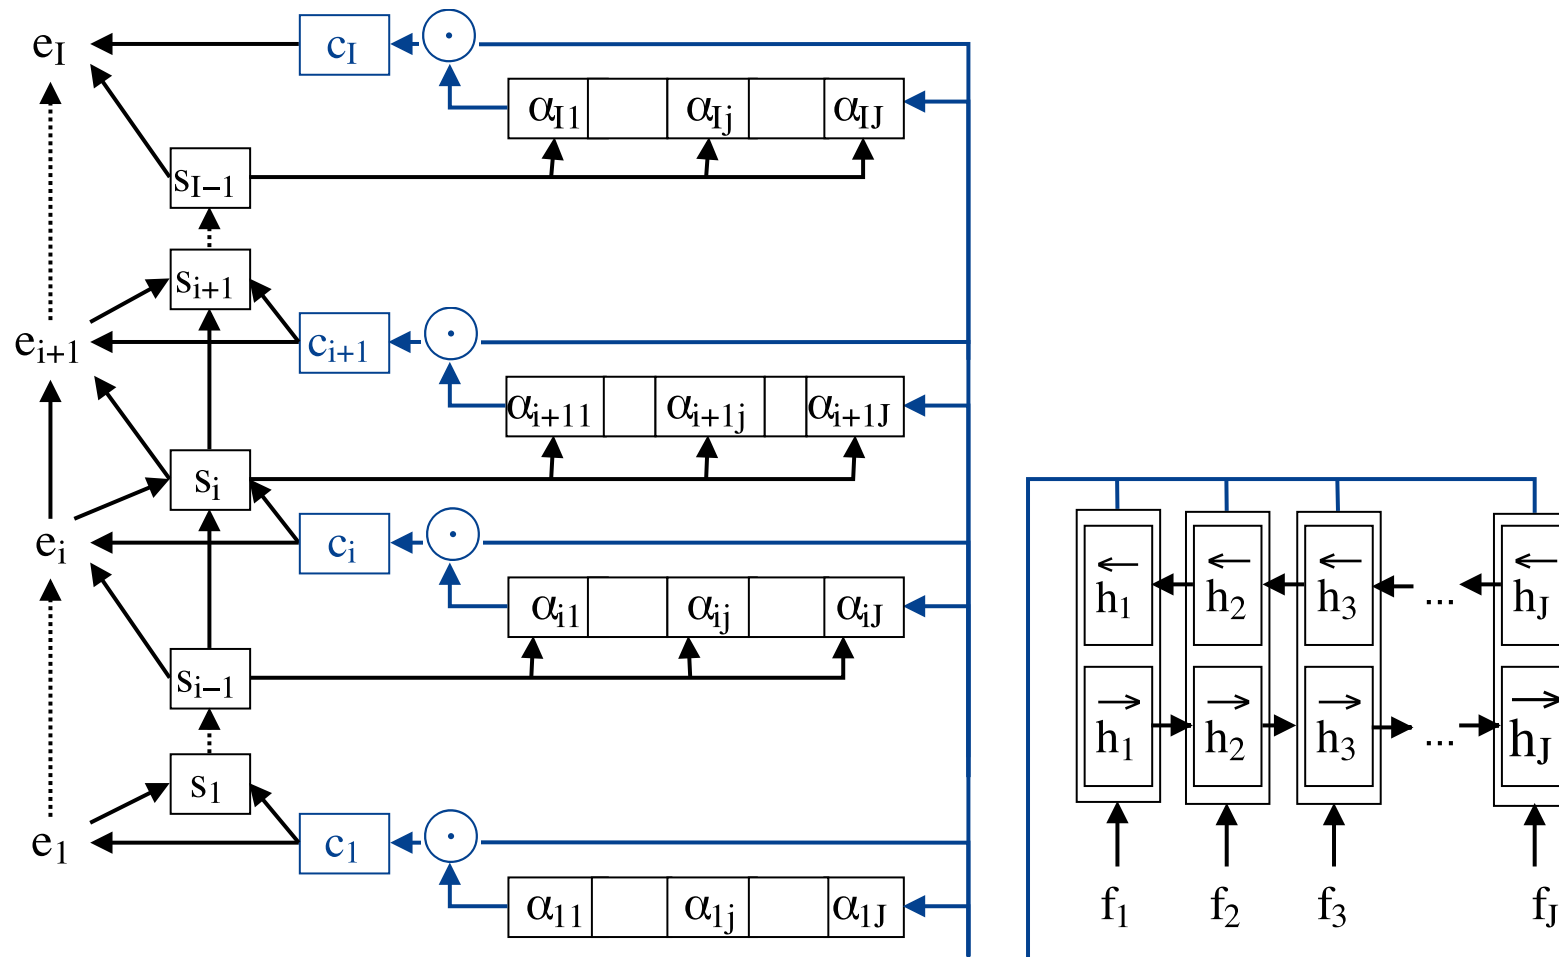 e_I c_I ·
α_I1 α_Ij α_IJ
s_I−1
s_i+1
e_i+1 c_i+1 ·
α_i+11 α_i+1j α_i+1J
s_i
e_i c_i ·
α_i1 α_ij α_iJ
s_i−1
s_1
e_1 c_1 ·
α_11 α_1j α_1J
←h_1 ←h_2 ←h_3 ... ←h_J
→h_1 →h_2 →h_3 ... →h_J
f_1 f_2 f_3 f_J